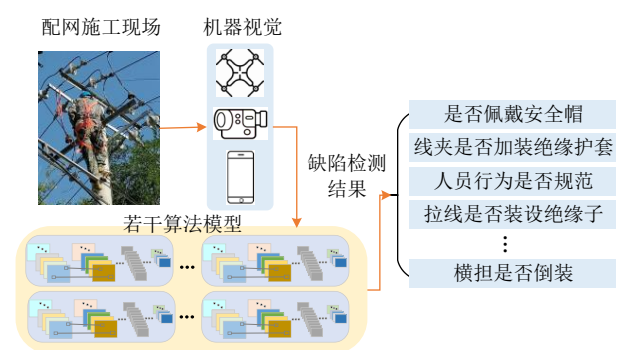 配网施工现场
机器视觉
是否佩戴安全帽
线夹是否加装绝缘护套
缺陷检测
结果
人员行为是否规范
拉线是否装设绝缘子
若干算法模型
横担是否倒装